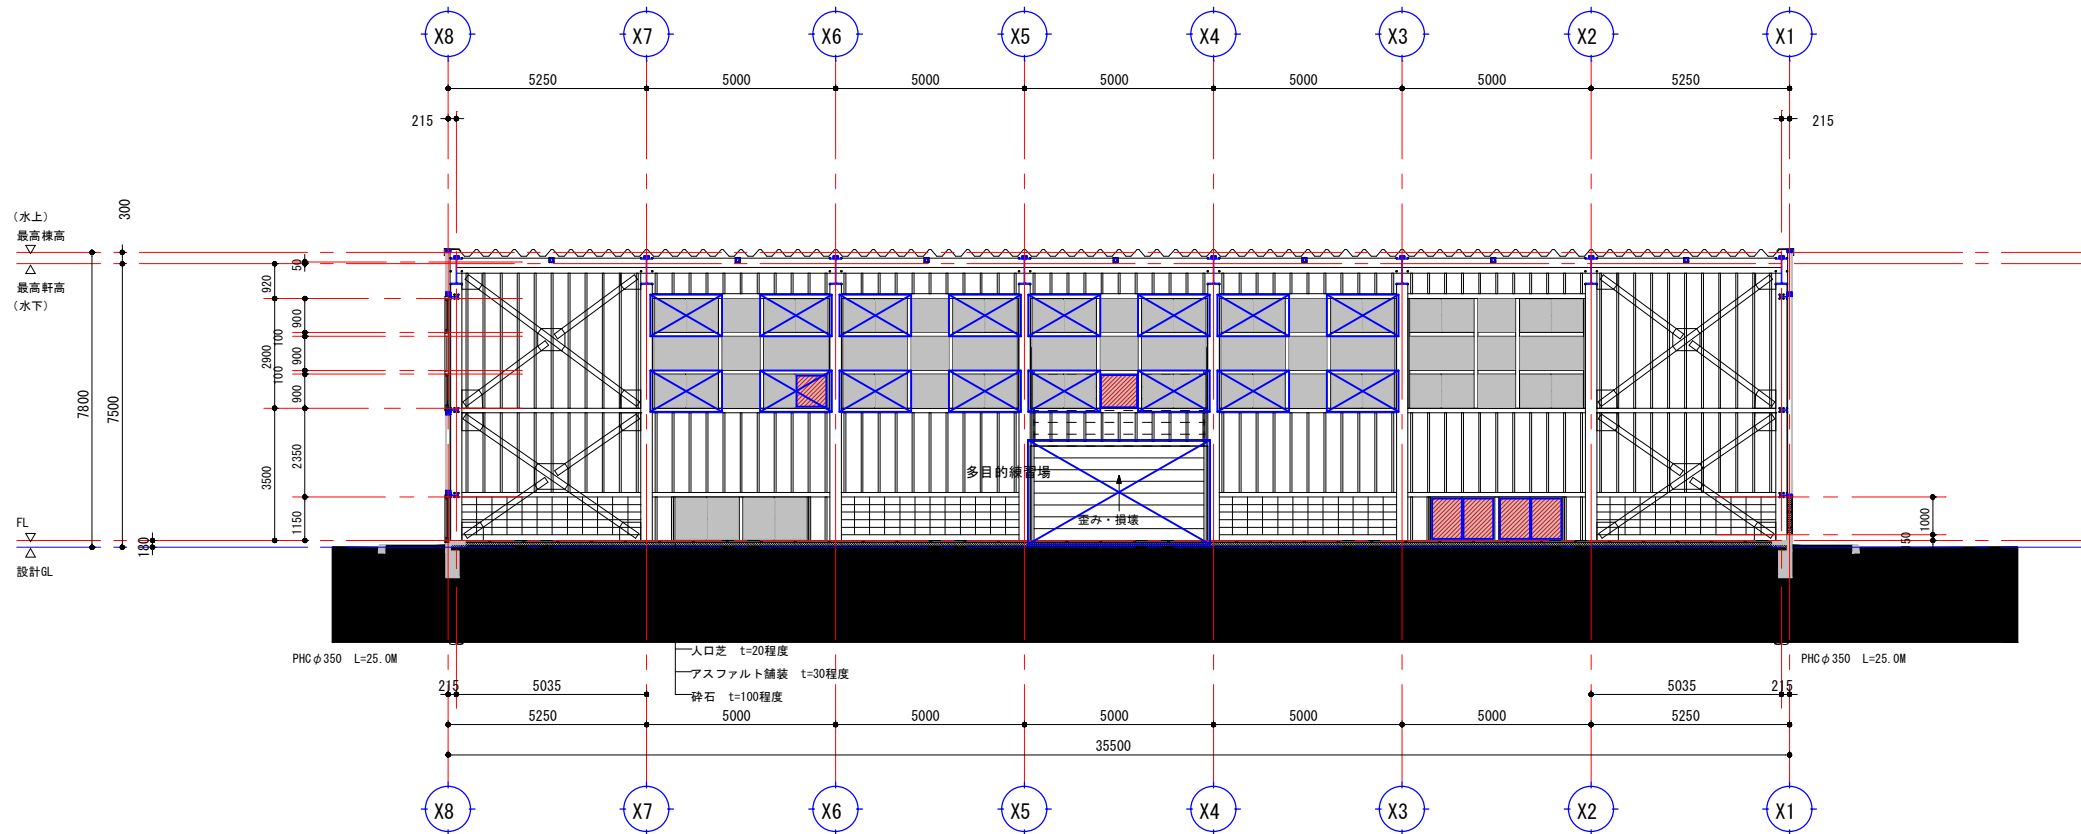 X8 X7 X6 X5 X4 X3 X2 X1
5250 5000 5000 5000 5000 5000 5250
215 215
300
(水上)
最高棟高
最高軒高
(水下)
50
920
900
100
2900
900
100
900
7800
7500
2350
3500
1150
180
FL
設計GL
多目的練習場
歪み・損壊
1000
50
PHCφ350 L=25.0M
PHCφ350 L=25.0M
人口芝 t=20程度
アスファルト舗装 t=30程度
砕石 t=100程度
215 5035 5035 215
5250 5000 5000 5000 5000 5000 5250
35500
X8 X7 X6 X5 X4 X3 X2 X1